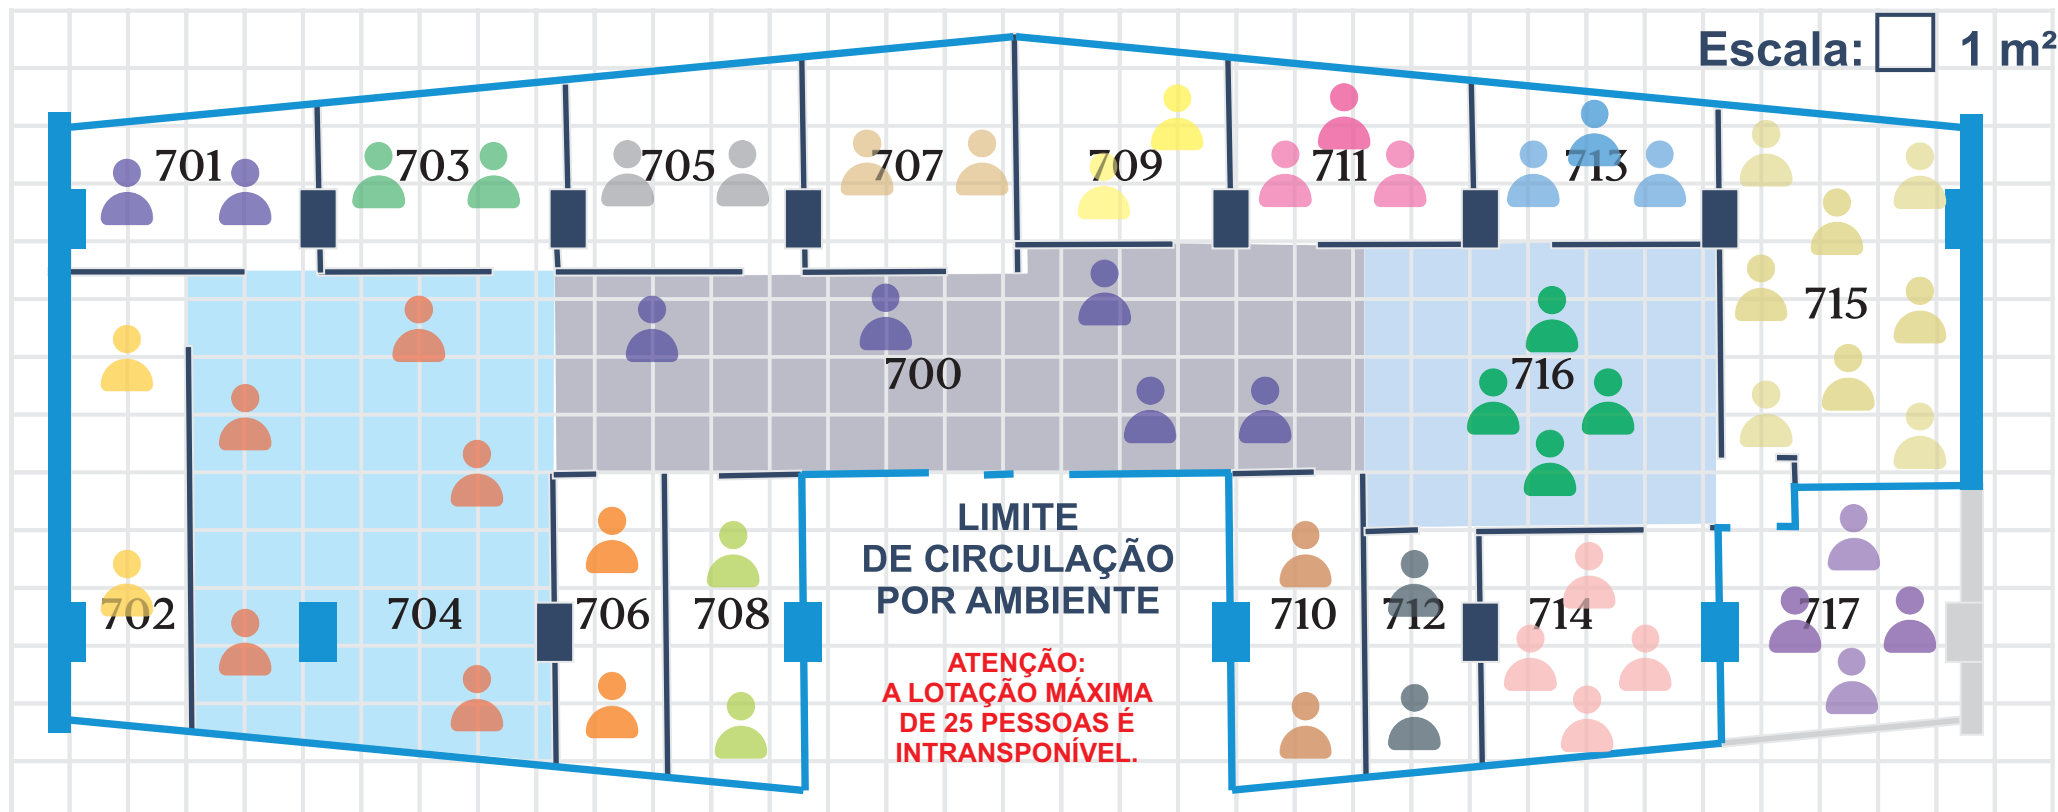 Escala: 1 m²
701
703
705
707
709
711
713
715
700
716
702
704
706
708
LIMITE
DE CIRCULAÇÃO
POR AMBIENTE
710
712
714
717
ATENÇÃO:
A LOTAÇÃO MÁXIMA
DE 25 PESSOAS É
INTRANSPONÍVEL.